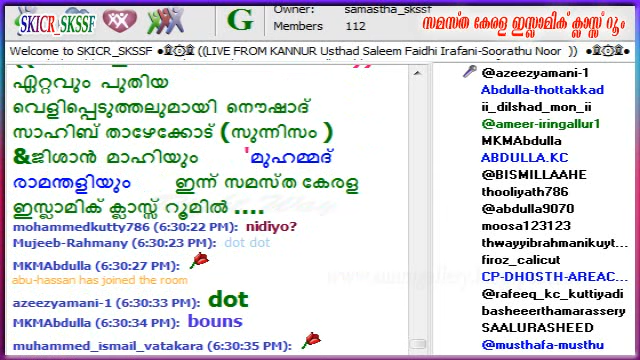 SKICR_SKSSF
G
Owner: samastha_skssf
Members 112
സമസ്ത കേരള ഇസ്ലാമിക് ക്ലാസ്സ് റൂം
Welcome to SKICR_SKSSF ●۩۞۩ ((LIVE FROM KANNUR Usthad Saleem Faidhi Irafani-Soorathu Noor )) ●۩۞۩●
ഏറ്റവും പുതിയ
വെളിപ്പെടുത്തലുമായി നൌഷാദ്
സാഹിബ് താഴേക്കോട് (സുന്നിസം )
&ജിശാൻ മാഹിയും 'മുഹമ്മദ്
രാമന്തളിയും ഇന്ന് സമസ്ത കേരള
ഇസ്ലാമിക് ക്ലാസ്സ് റൂമിൽ ....
mohammedkutty786 (6:30:22 PM): nidiyo?
Mujeeb-Rahmany (6:30:23 PM): dot dot
MKMAbdulla (6:30:27 PM):
abu-hassan has joined the room
azeezyamani-1 (6:30:33 PM): dot
MKMAbdulla (6:30:34 PM): bouns
muhammed_ismail_vatakara (6:30:35 PM):
@azeezyamani-1
Abdulla-thottakkad
ii_dilshad_mon_ii
@ameer-iringallur1
MKMAbdulla
ABDULLA.KC
@BISMILLAAHE
thooliyath786
@abdulla9070
moosa123123
thwayyibrahmanikuyt...
firoz_calicut
CP-DHOSTH-AREAC...
@rafeeq_kc_kuttiyadi
basheeerthamarassery
SAALURASHEED
@musthafa-musthu